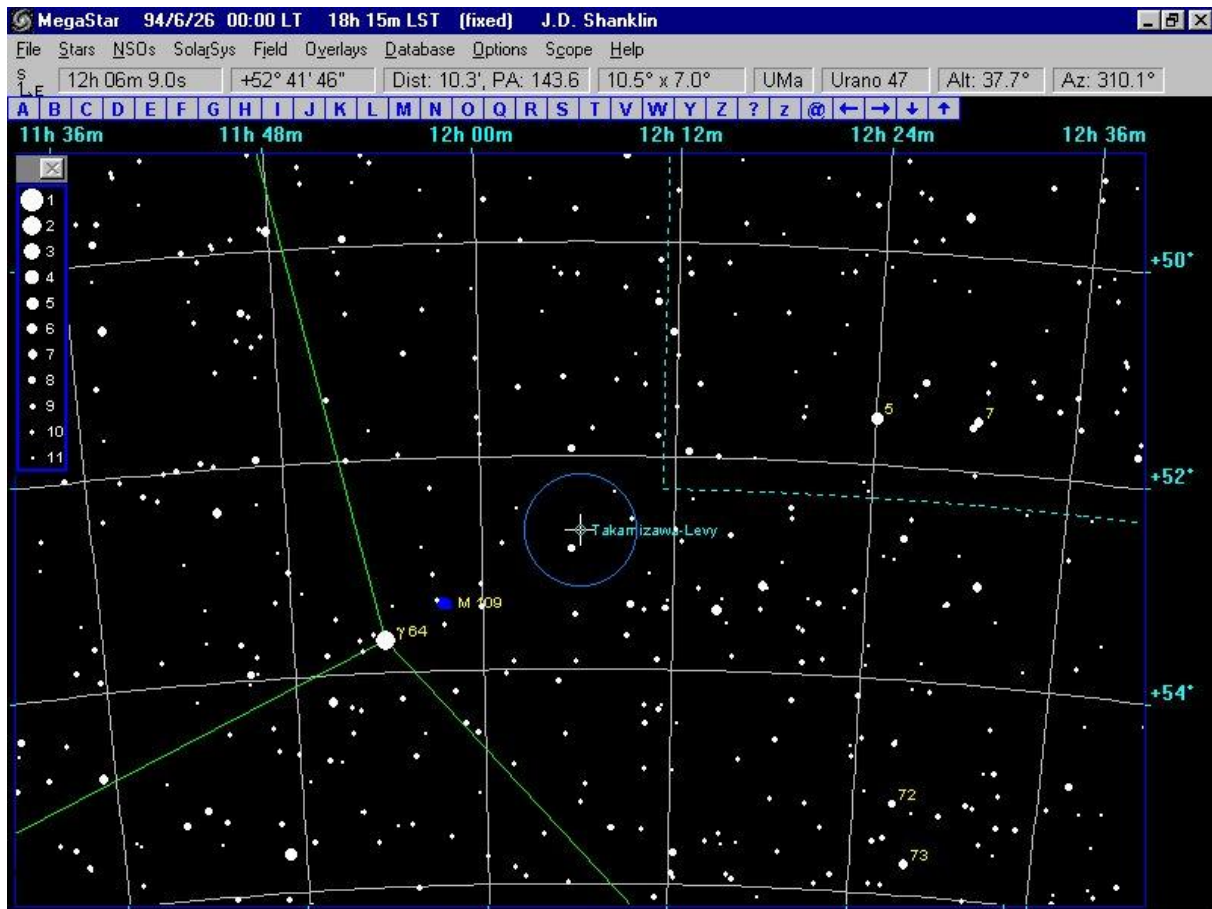 MegaStar 94/6/26 00:00 LT 18h 15m LST (fixed) J.D. Shanklin
File Stars NSOs SolarSys Field Overlays Database Options Scope Help
S
L E 12h 06m 9.0s +52° 41' 46" Dist: 10.3', PA: 143.6 10.5° x 7.0° UMa Urano 47 Alt: 37.7° Az: 310.1°
A B C D E F G H I J K L M N O Q R S T V W Y Z ? z @ ← → ↓ ↑
11h 36m 11h 48m 12h 00m 12h 12m 12h 24m 12h 36m
1
2
3
4
5
6
7
8
9
10
11
+50°
5 7
+52°
Takamizawa-Levy
M 109
γ 64
+54°
72
73